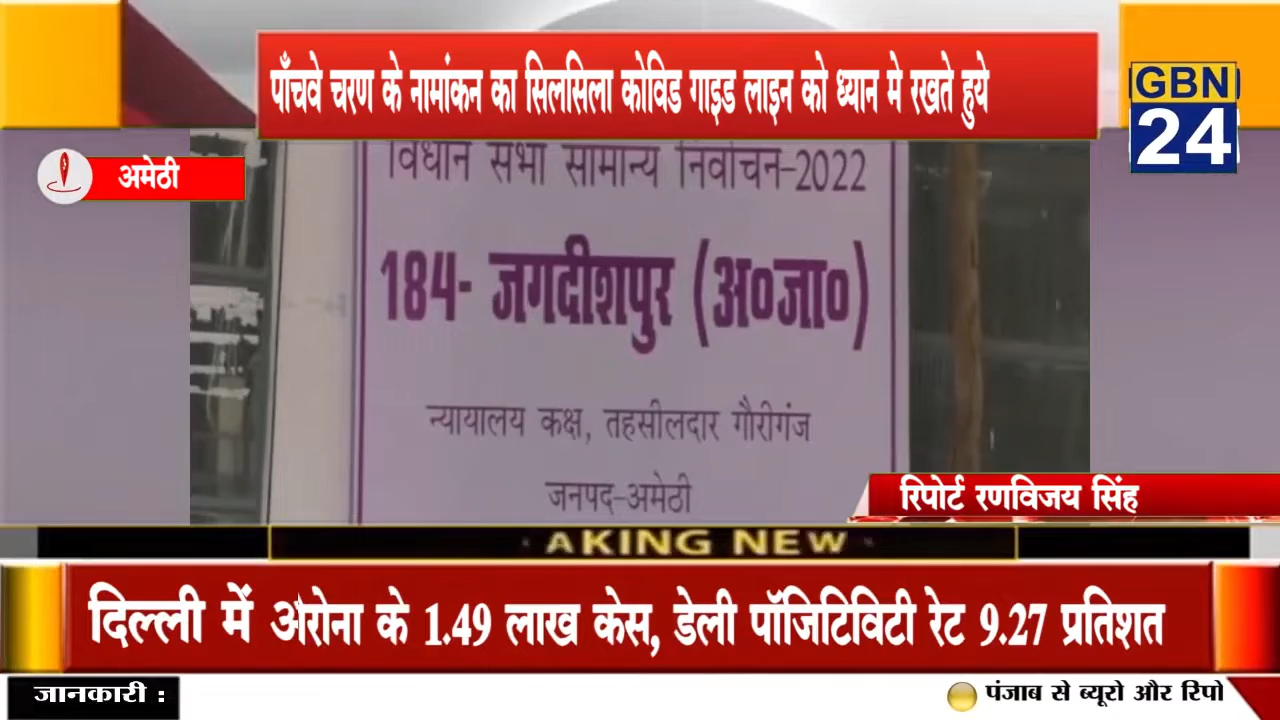 पाँचवे चरण के नामांकन का सिलसिला कोविड गाइड लाइन को ध्यान मे रखते हुये
GBN
24
अमेठी
विधान सभा सामान्य निर्वाचन-2022
184- जगदीशपुर (अ०जा०)
न्यायालय कक्ष, तहसीलदार गौरीगंज
जनपद-अमेठी
रिपोर्ट रणविजय सिंह
AKING NEW
दिल्ली में के 1.49 लाख केस, डेली पॉजिटिविटी रेट 9.27 प्रतिशत
जानकारी :
पंजाब से ब्यूरो और रिपो